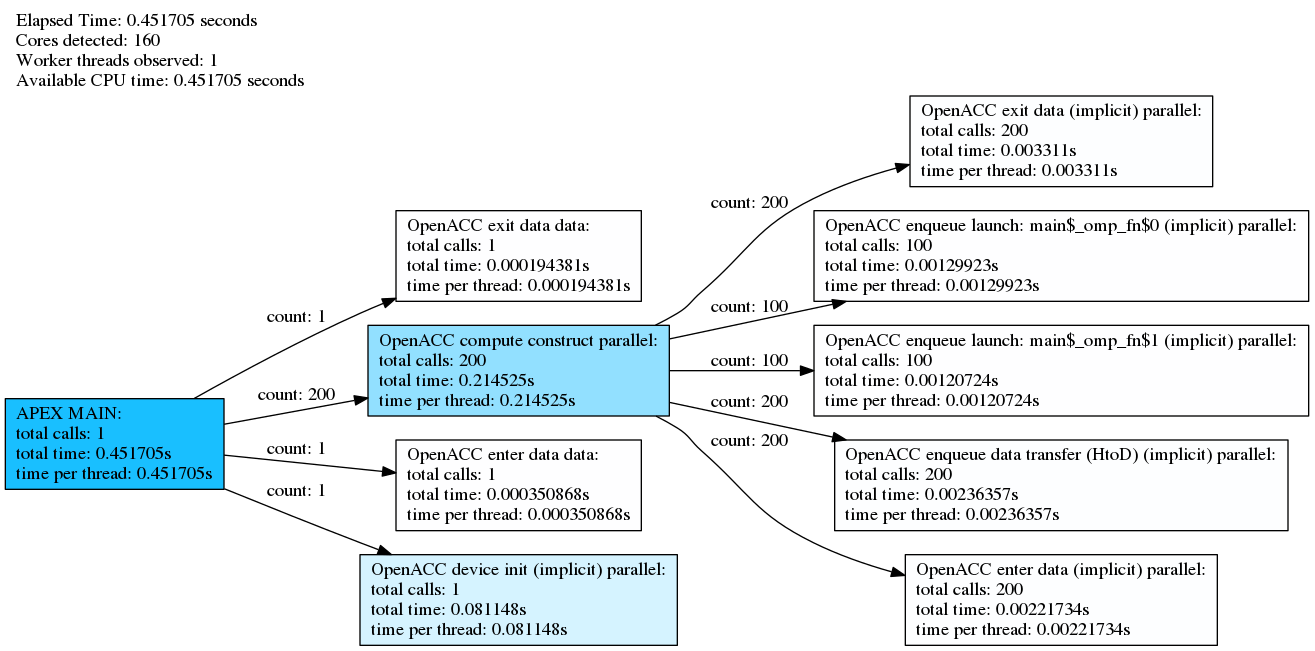 Elapsed Time: 0.451705 seconds
Cores detected: 160
Worker threads observed: 1
Available CPU time: 0.451705 seconds
APEX MAIN:
total calls: 1
total time: 0.451705s
time per thread: 0.451705s
count: 1
count: 200
count: 1
count: 1
OpenACC exit data data:
total calls: 1
total time: 0.000194381s
time per thread: 0.000194381s
OpenACC compute construct parallel:
total calls: 200
total time: 0.214525s
time per thread: 0.214525s
OpenACC enter data data:
total calls: 1
total time: 0.000350868s
time per thread: 0.000350868s
OpenACC device init (implicit) parallel:
total calls: 1
total time: 0.081148s
time per thread: 0.081148s
count: 200
count: 100
count: 100
count: 200
count: 200
OpenACC exit data (implicit) parallel:
total calls: 200
total time: 0.003311s
time per thread: 0.003311s
OpenACC enqueue launch: main$_omp_fn$0 (implicit) parallel:
total calls: 100
total time: 0.00129923s
time per thread: 0.00129923s
OpenACC enqueue launch: main$_omp_fn$1 (implicit) parallel:
total calls: 100
total time: 0.00120724s
time per thread: 0.00120724s
OpenACC enqueue data transfer (HtoD) (implicit) parallel:
total calls: 200
total time: 0.00236357s
time per thread: 0.00236357s
OpenACC enter data (implicit) parallel:
total calls: 200
total time: 0.00221734s
time per thread: 0.00221734s